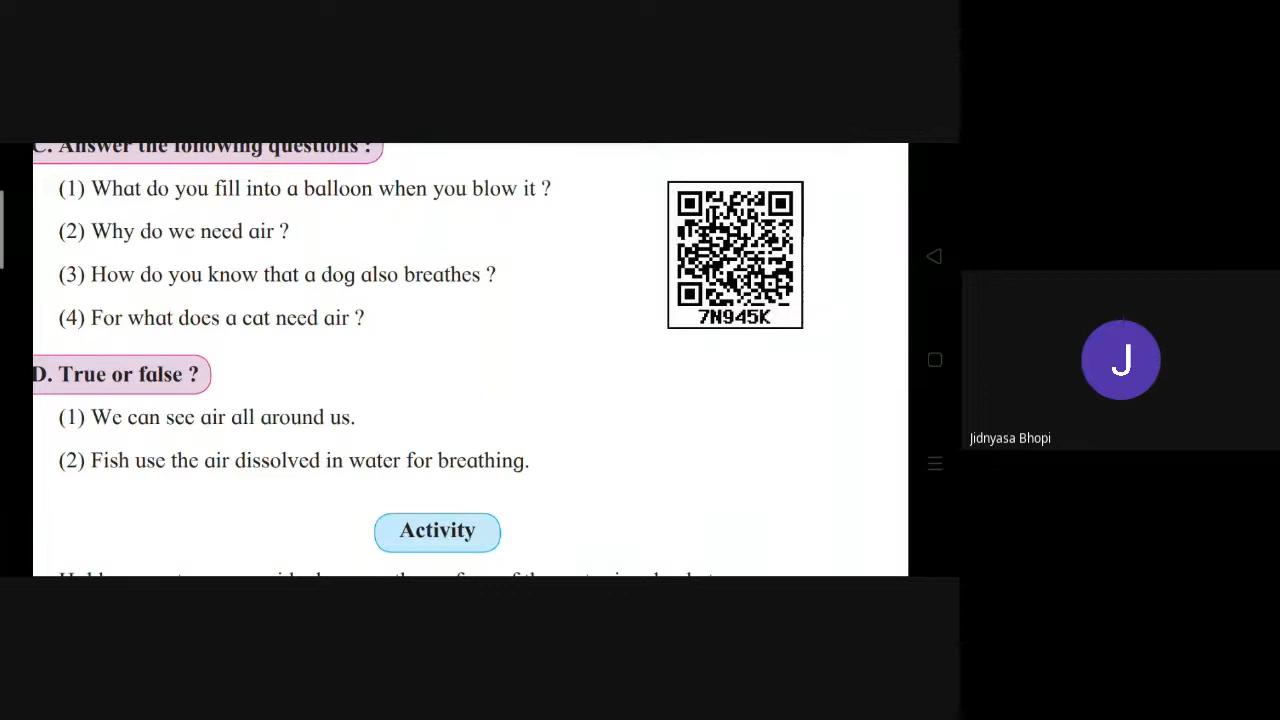 C. Answer the following questions :
(1) What do you fill into a balloon when you blow it ?
(2) Why do we need air ?
(3) How do you know that a dog also breathes ?
(4) For what does a cat need air ?
7N945K
D. True or false ?
(1) We can see air all around us.
(2) Fish use the air dissolved in water for breathing.
Activity
J
Jidnyasa Bhopi